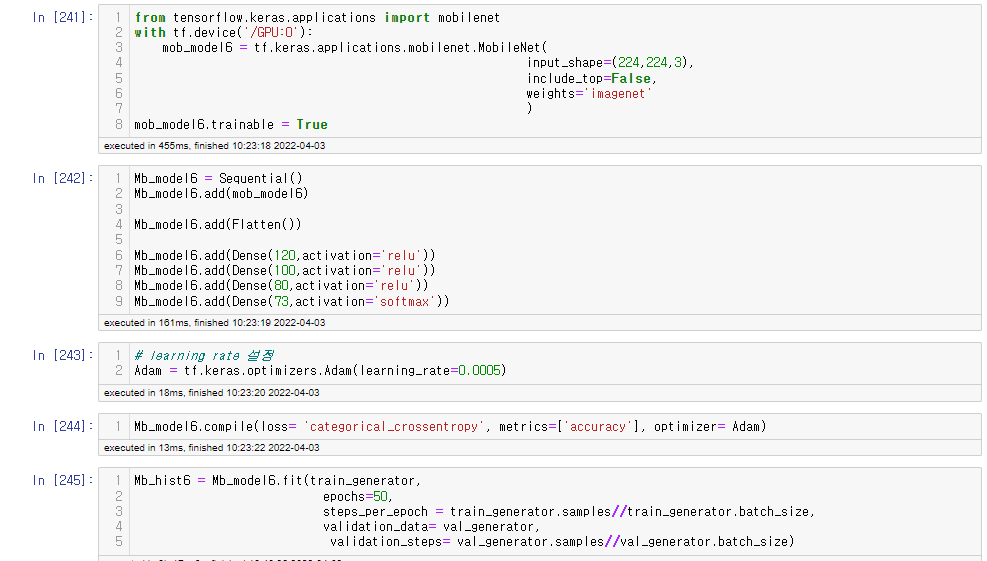 In [241]:
1 from tensorflow.keras.applications import mobilenet
2 with tf.device('/GPU:0'):
3 mob_model6 = tf.keras.applications.mobilenet.MobileNet(
4 input_shape=(224,224,3),
5 include_top=False,
6 weights='imagenet'
7 )
8 mob_model6.trainable = True
executed in 455ms, finished 10:23:18 2022-04-03
In [242]:
1 Mb_model6 = Sequential()
2 Mb_model6.add(mob_model6)
3
4 Mb_model6.add(Flatten())
5
6 Mb_model6.add(Dense(120,activation='relu'))
7 Mb_model6.add(Dense(100,activation='relu'))
8 Mb_model6.add(Dense(80,activation='relu'))
9 Mb_model6.add(Dense(73,activation='softmax'))
executed in 161ms, finished 10:23:19 2022-04-03
In [243]:
1 # learning rate 설정
2 Adam = tf.keras.optimizers.Adam(learning_rate=0.0005)
executed in 18ms, finished 10:23:20 2022-04-03
In [244]:
1 Mb_model6.compile(loss= 'categorical_crossentropy', metrics=['accuracy'], optimizer= Adam)
executed in 13ms, finished 10:23:22 2022-04-03
In [245]:
1 Mb_hist6 = Mb_model6.fit(train_generator,
2 epochs=50,
3 steps_per_epoch = train_generator.samples//train_generator.batch_size,
4 validation_data= val_generator,
5 validation_steps= val_generator.samples//val_generator.batch_size)